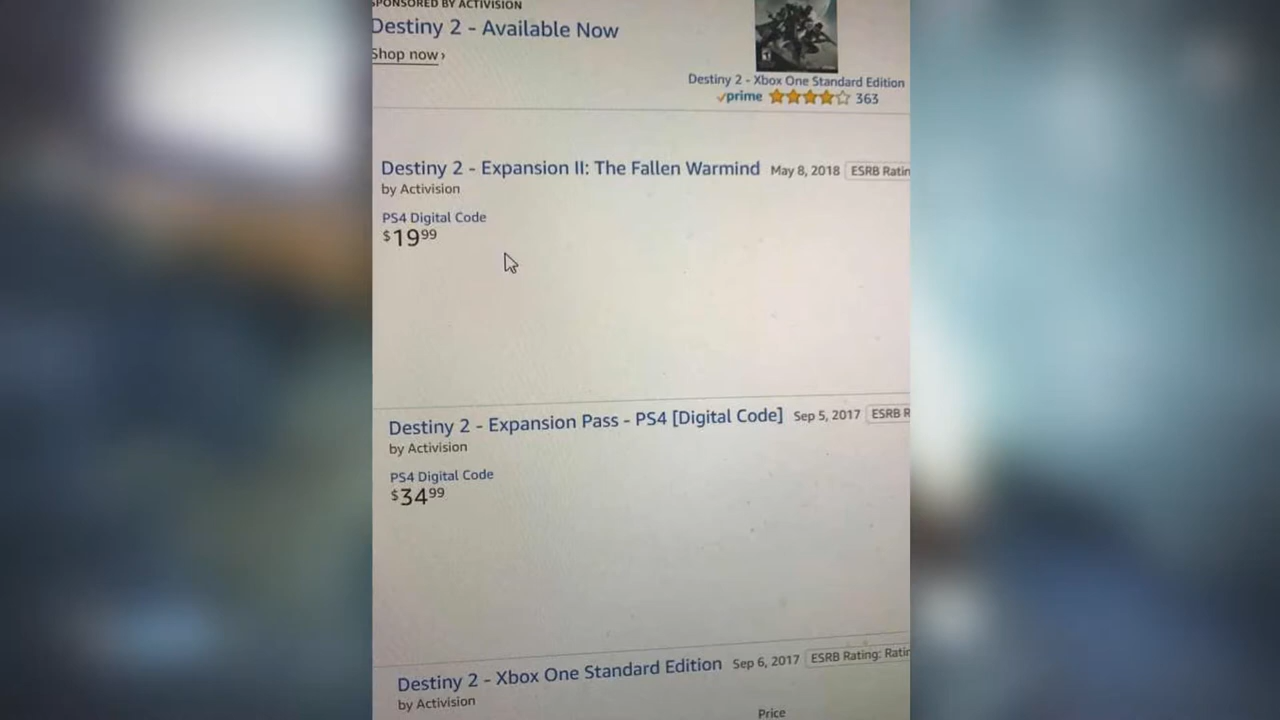 SPONSORED BY ACTIVISION
Destiny 2 - Available Now
Shop now ›
Destiny 2 - Xbox One Standard Edition
prime 363
Destiny 2 - Expansion II: The Fallen Warmind May 8, 2018 ESRB Ratin
by Activision
PS4 Digital Code
$19 99
Destiny 2 - Expansion Pass - PS4 [Digital Code] Sep 5, 2017 ESRB R
by Activision
PS4 Digital Code
$34 99
Destiny 2 - Xbox One Standard Edition Sep 6, 2017 ESRB Rating: Ratin
by Activision
Price